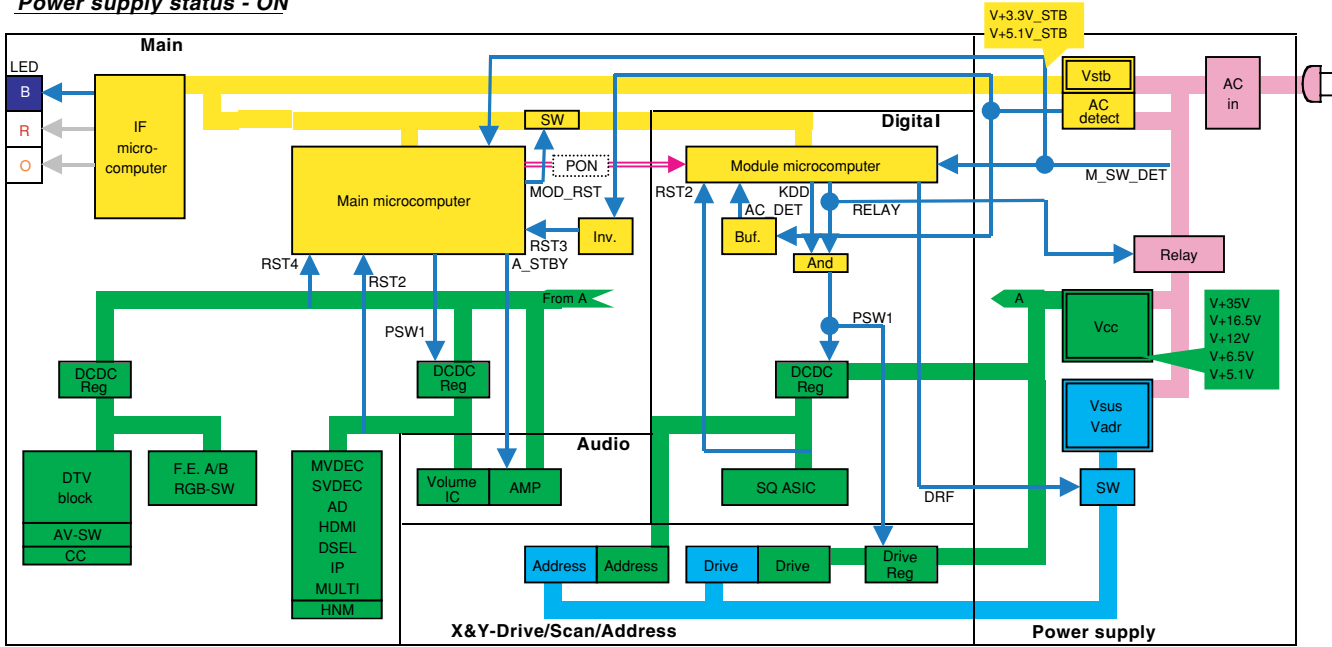 Power supply status - ON
V+3.3V_STB
V+5.1V_STB
Main
LED
B
R
O
IF
micro-
computer
SW
Digital
Vstb
AC
detect
AC
in
Main microcomputer
PON
MOD_RST
Module microcomputer
M_SW_DET
RST2
KDD
AC_DET
RELAY
RST3
A_STBY
Inv.
Buf.
And
Relay
RST4
RST2
From A
A
PSW1
PSW1
Vcc
V+35V
V+16.5V
V+12V
V+6.5V
V+5.1V
DCDC
Reg
DCDC
Reg
DCDC
Reg
Vsus
Vadr
Audio
DTV
block
AV-SW
CC
F.E. A/B
RGB-SW
MVDEC
SVDEC
AD
HDMI
DSEL
IP
MULTI
HNM
Volume
IC
AMP
SQ ASIC
DRF
SW
Address
Address
Drive
Drive
Drive
Reg
X&Y-Drive/Scan/Address
Power supply